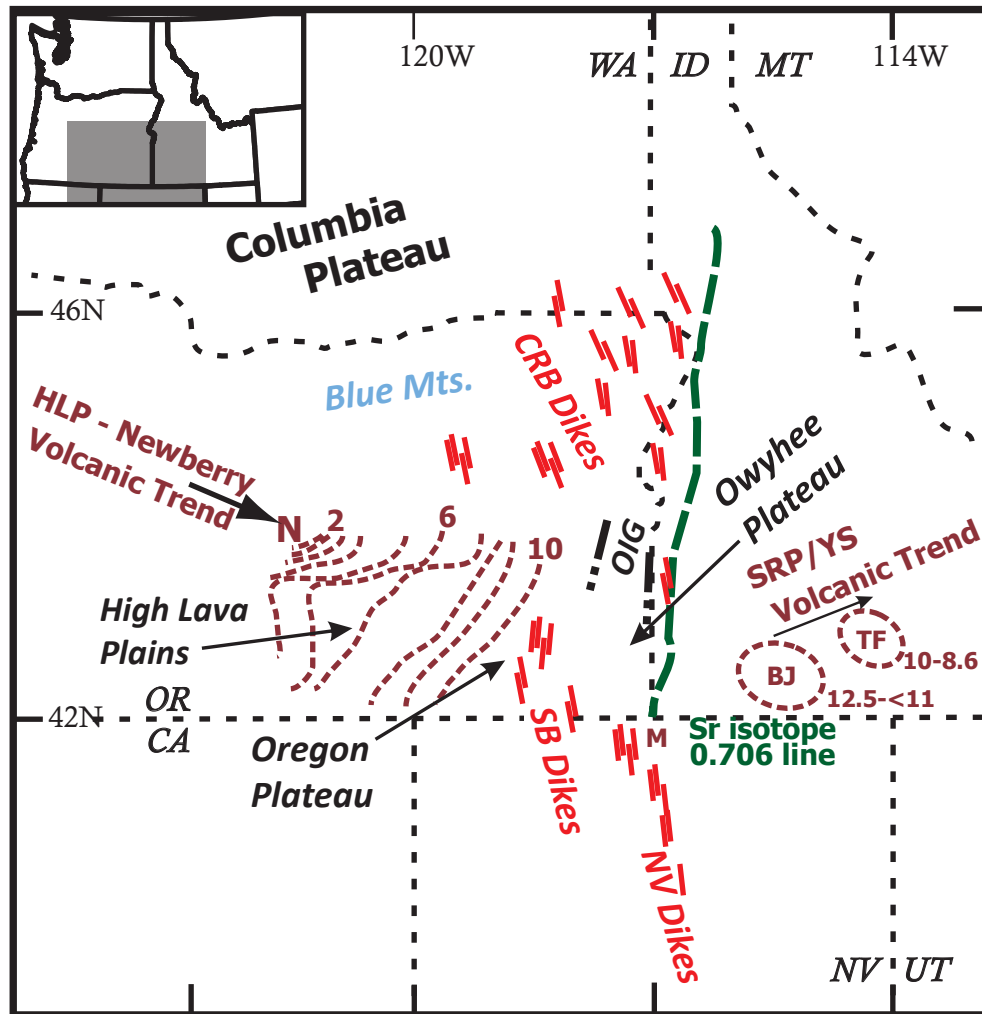 120W
WA
ID
MT
114W
Columbia
Plateau
46N
CRB Dikes
Blue Mts.
HLP - Newberry
Volcanic Trend
Owyhee
Plateau
N
2
6
10
OIG
SRP/YS
Volcanic Trend
High Lava
Plains
TF
10-8.6
BJ
12.5-<11
OR
42N
CA
M
Sr isotope
0.706 line
Oregon
Plateau
SB Dikes
NV Dikes
NV
UT